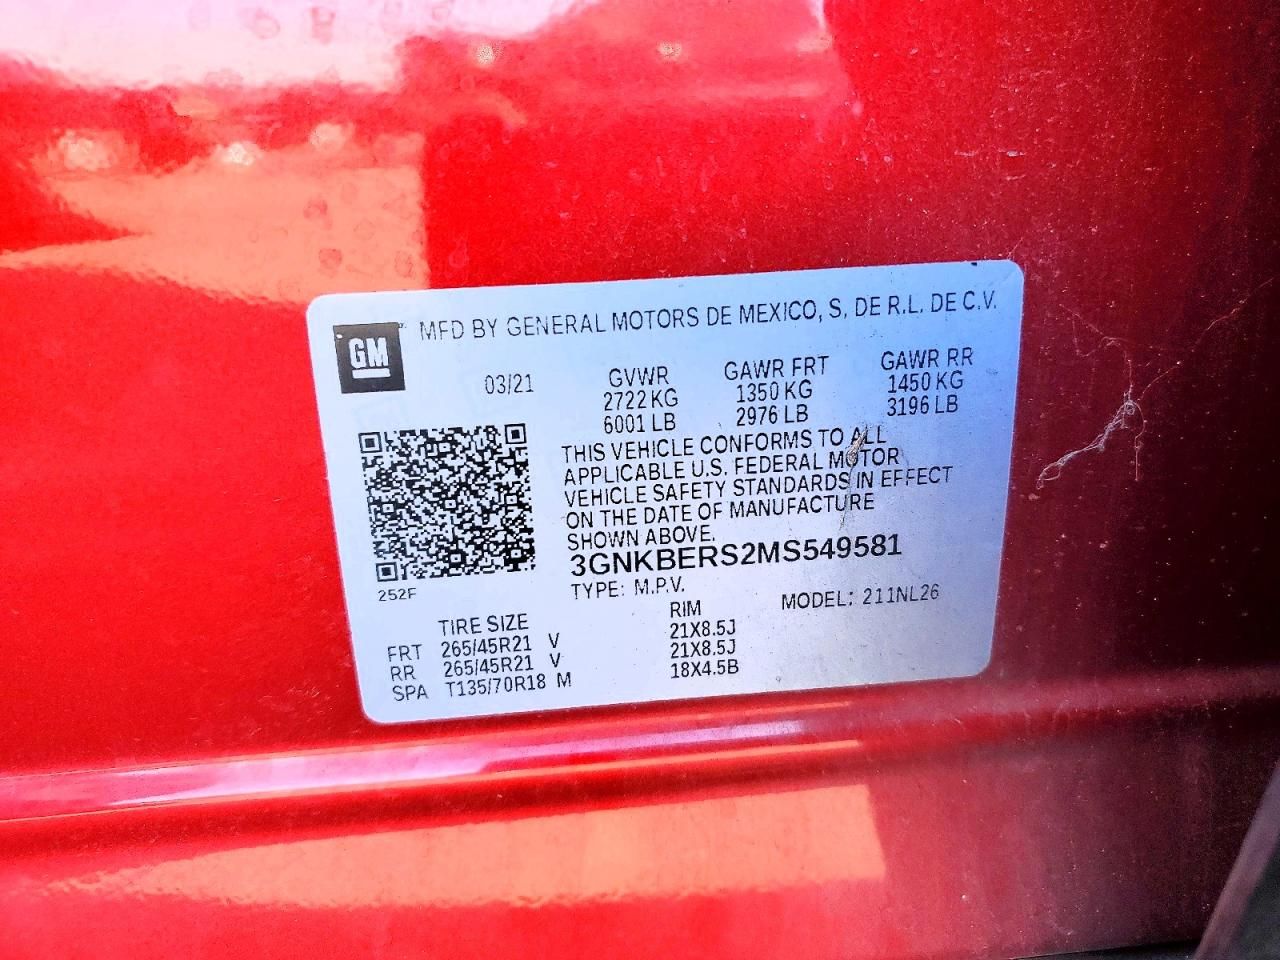 GM
MFD BY GENERAL MOTORS DE MEXICO, S. DE R.L. DE C.V.
03/21
GVWR GAWR FRT GAWR RR
2722 KG 1350 KG 1450 KG
6001 LB 2976 LB 3196 LB
THIS VEHICLE CONFORMS TO ALL
APPLICABLE U.S. FEDERAL MOTOR
VEHICLE SAFETY STANDARDS IN EFFECT
ON THE DATE OF MANUFACTURE
SHOWN ABOVE.
3GNKBERS2MS549581
252F
TYPE: M.P.V. MODEL: 211NL26
TIRE SIZE RIM
FRT 265/45R21 V 21X8.5J
RR 265/45R21 V 21X8.5J
SPA T135/70R18 M 18X4.5B